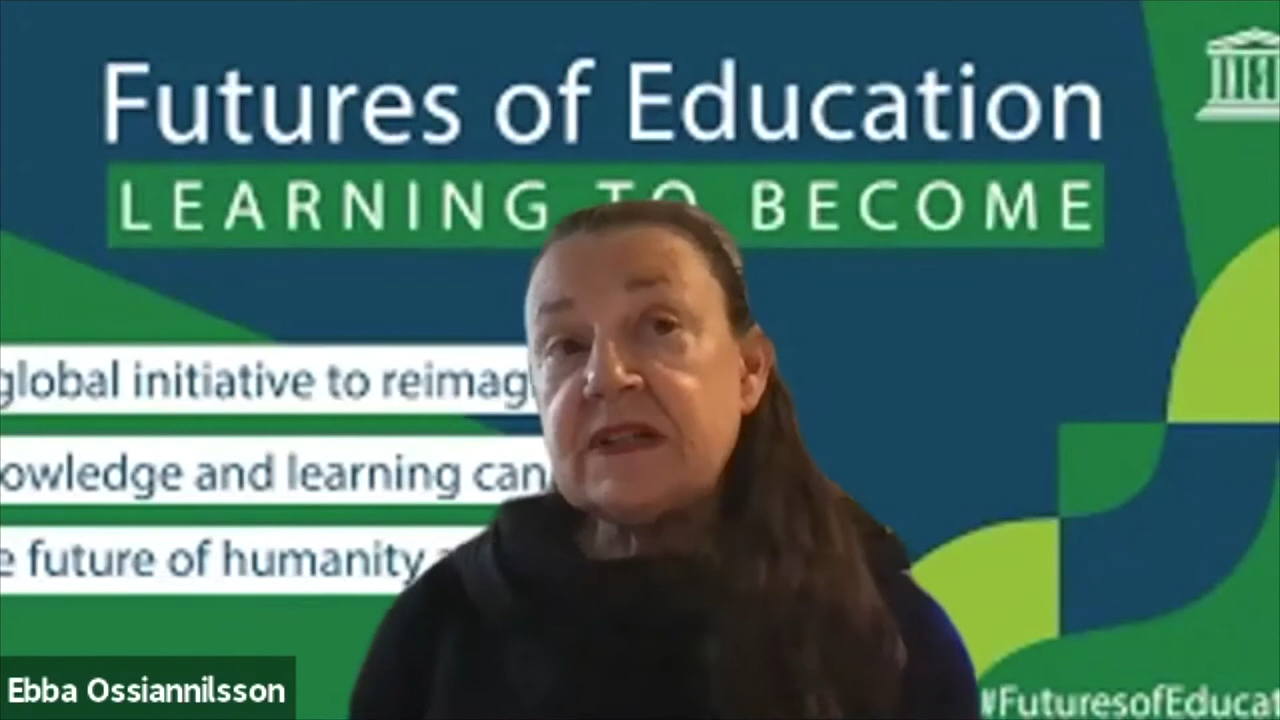 Futures of Education
LEARNING TO BECOME
global initiative to reimag
owledge and learning can
e future of humanity
Ebba Ossiannilsson
#FuturesofEducat